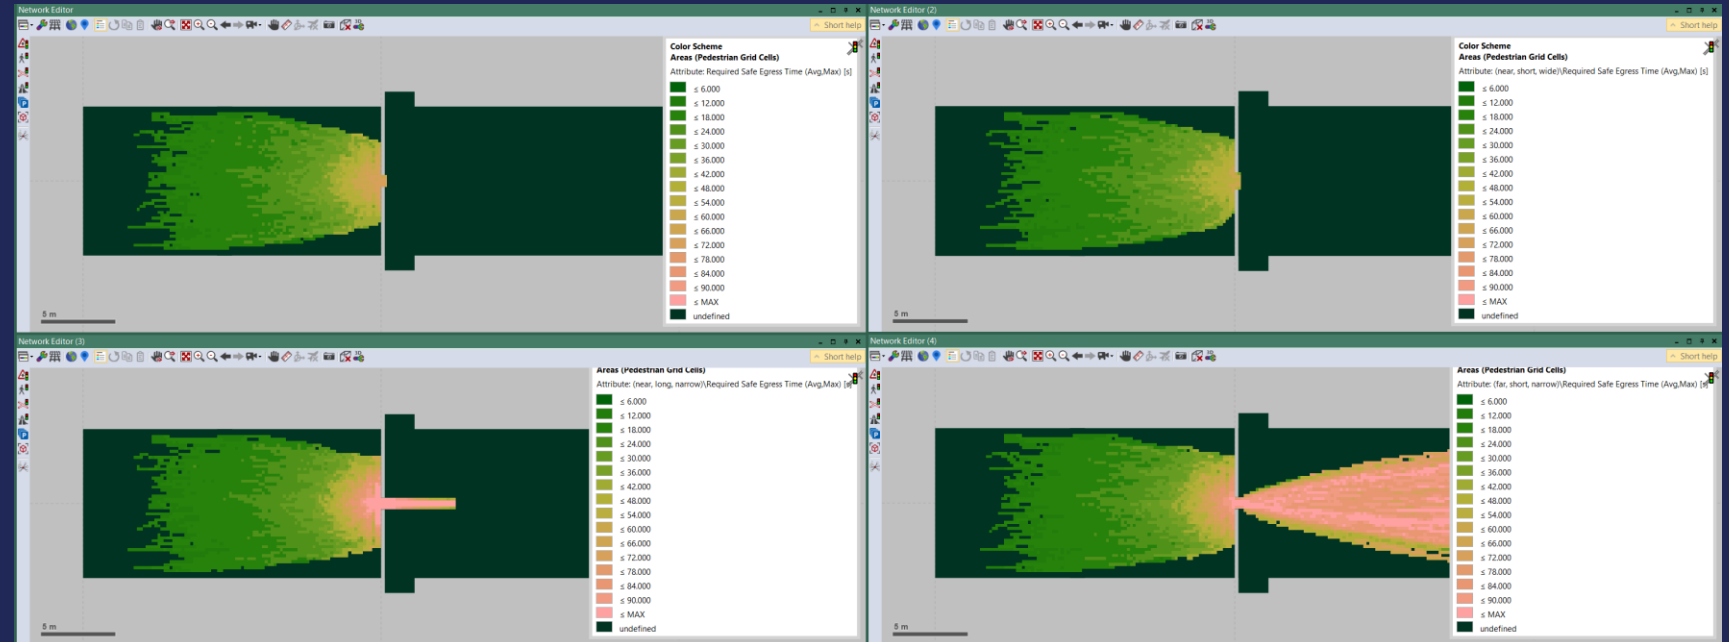 Network Editor
Short help
Color Scheme
Areas (Pedestrian Grid Cells)
Attribute: Required Safe Egress Time (Avg,Max) [s]
≤ 6.000
≤ 12.000
≤ 18.000
≤ 24.000
≤ 30.000
≤ 36.000
≤ 42.000
≤ 48.000
≤ 54.000
≤ 60.000
≤ 66.000
≤ 72.000
≤ 78.000
≤ 84.000
≤ 90.000
≤ MAX
undefined
5 m
Network Editor (2)
Short help
Color Scheme
Areas (Pedestrian Grid Cells)
Attribute: (near, short, wide)\Required Safe Egress Time (Avg,Max) [s]
≤ 6.000
≤ 12.000
≤ 18.000
≤ 24.000
≤ 30.000
≤ 36.000
≤ 42.000
≤ 48.000
≤ 54.000
≤ 60.000
≤ 66.000
≤ 72.000
≤ 78.000
≤ 84.000
≤ 90.000
≤ MAX
undefined
5 m
Network Editor (3)
Short help
Areas (Pedestrian Grid Cells)
Attribute: (near, long, narrow)\Required Safe Egress Time (Avg,Max) [s]
≤ 6.000
≤ 12.000
≤ 18.000
≤ 24.000
≤ 30.000
≤ 36.000
≤ 42.000
≤ 48.000
≤ 54.000
≤ 60.000
≤ 66.000
≤ 72.000
≤ 78.000
≤ 84.000
≤ 90.000
≤ MAX
undefined
5 m
Network Editor (4)
Short help
Areas (Pedestrian Grid Cells)
Attribute: (far, short, narrow)\Required Safe Egress Time (Avg,Max) [s]
≤ 6.000
≤ 12.000
≤ 18.000
≤ 24.000
≤ 30.000
≤ 36.000
≤ 42.000
≤ 48.000
≤ 54.000
≤ 60.000
≤ 66.000
≤ 72.000
≤ 78.000
≤ 84.000
≤ 90.000
≤ MAX
undefined
5 m